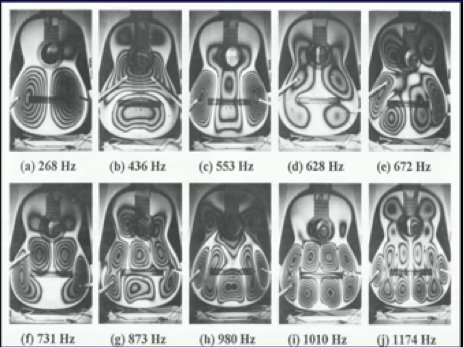 (a) 268 Hz (b) 436 Hz (c) 553 Hz (d) 628 Hz (e) 672 Hz
(f) 731 Hz (g) 873 Hz (h) 980 Hz (i) 1010 Hz (j) 1174 Hz